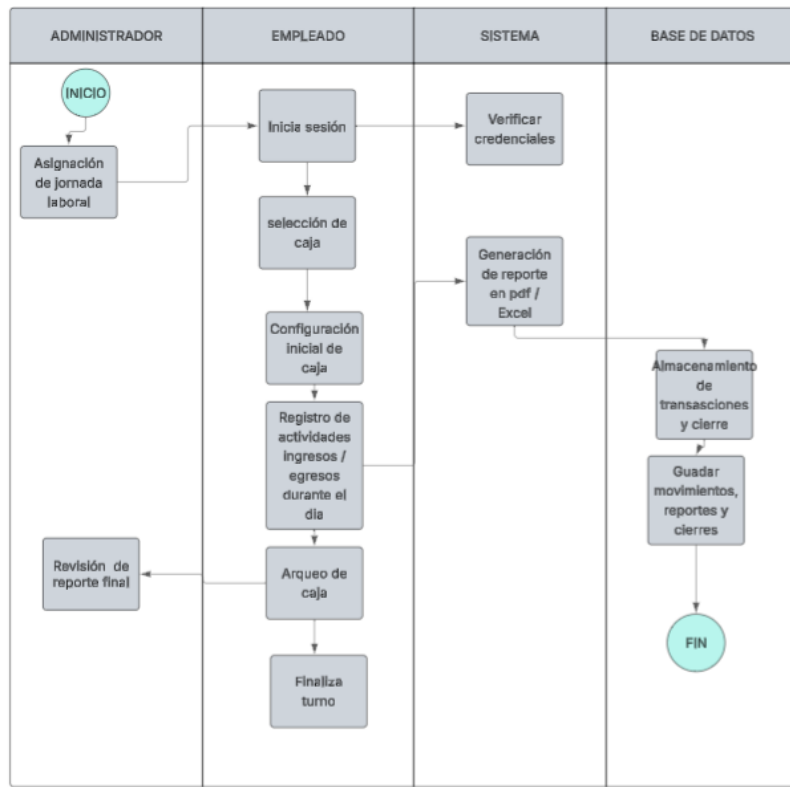 ADMINISTRADOR
EMPLEADO
SISTEMA
BASE DE DATOS
INICIO
Asignación
de jornada
laboral
Inicia sesión
Verificar
credenciales
selección de
caja
Generación
de reporte
en pdf /
Excel
Configuración
inicial de
caja
Almacenamiento
de
transasciones
y cierre
Registro de
actividades
ingresos /
egresos
durante el
dia
Guadar
movimientos,
reportes y
cierres
Revisión de
reporte final
Arqueo de
caja
FIN
Finaliza
turno